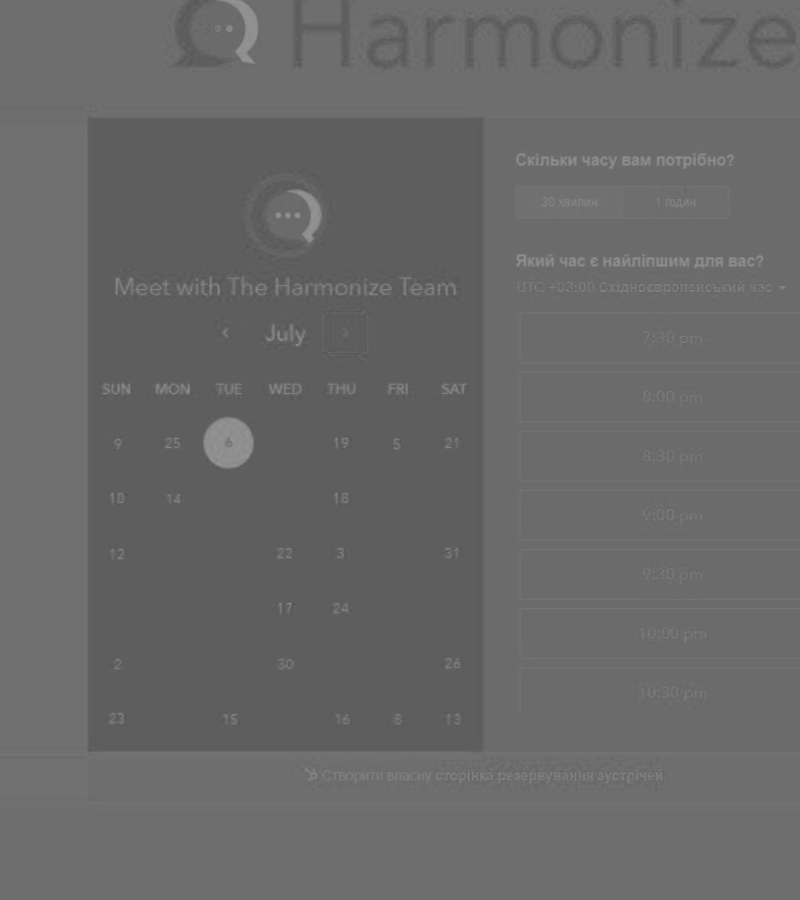 Harmonize
Meet with The Harmonize Team
July
SUN MON TUE WED THU FRI SAT
9 25 6 19 5 21
10 14 18
12 22 3 31
17 24
2 30 26
23 15 16 8 13
Скільки часу вам потрібно?
30 хвилин 1 годин
Який час є найліпшим для вас?
UTC +03:00 Східноєвропейський час
7:30 pm
8:00 pm
8:30 pm
9:00 pm
9:30 pm
10:00 pm
10:30 pm
Створити власну сторінка резервування зустрічей